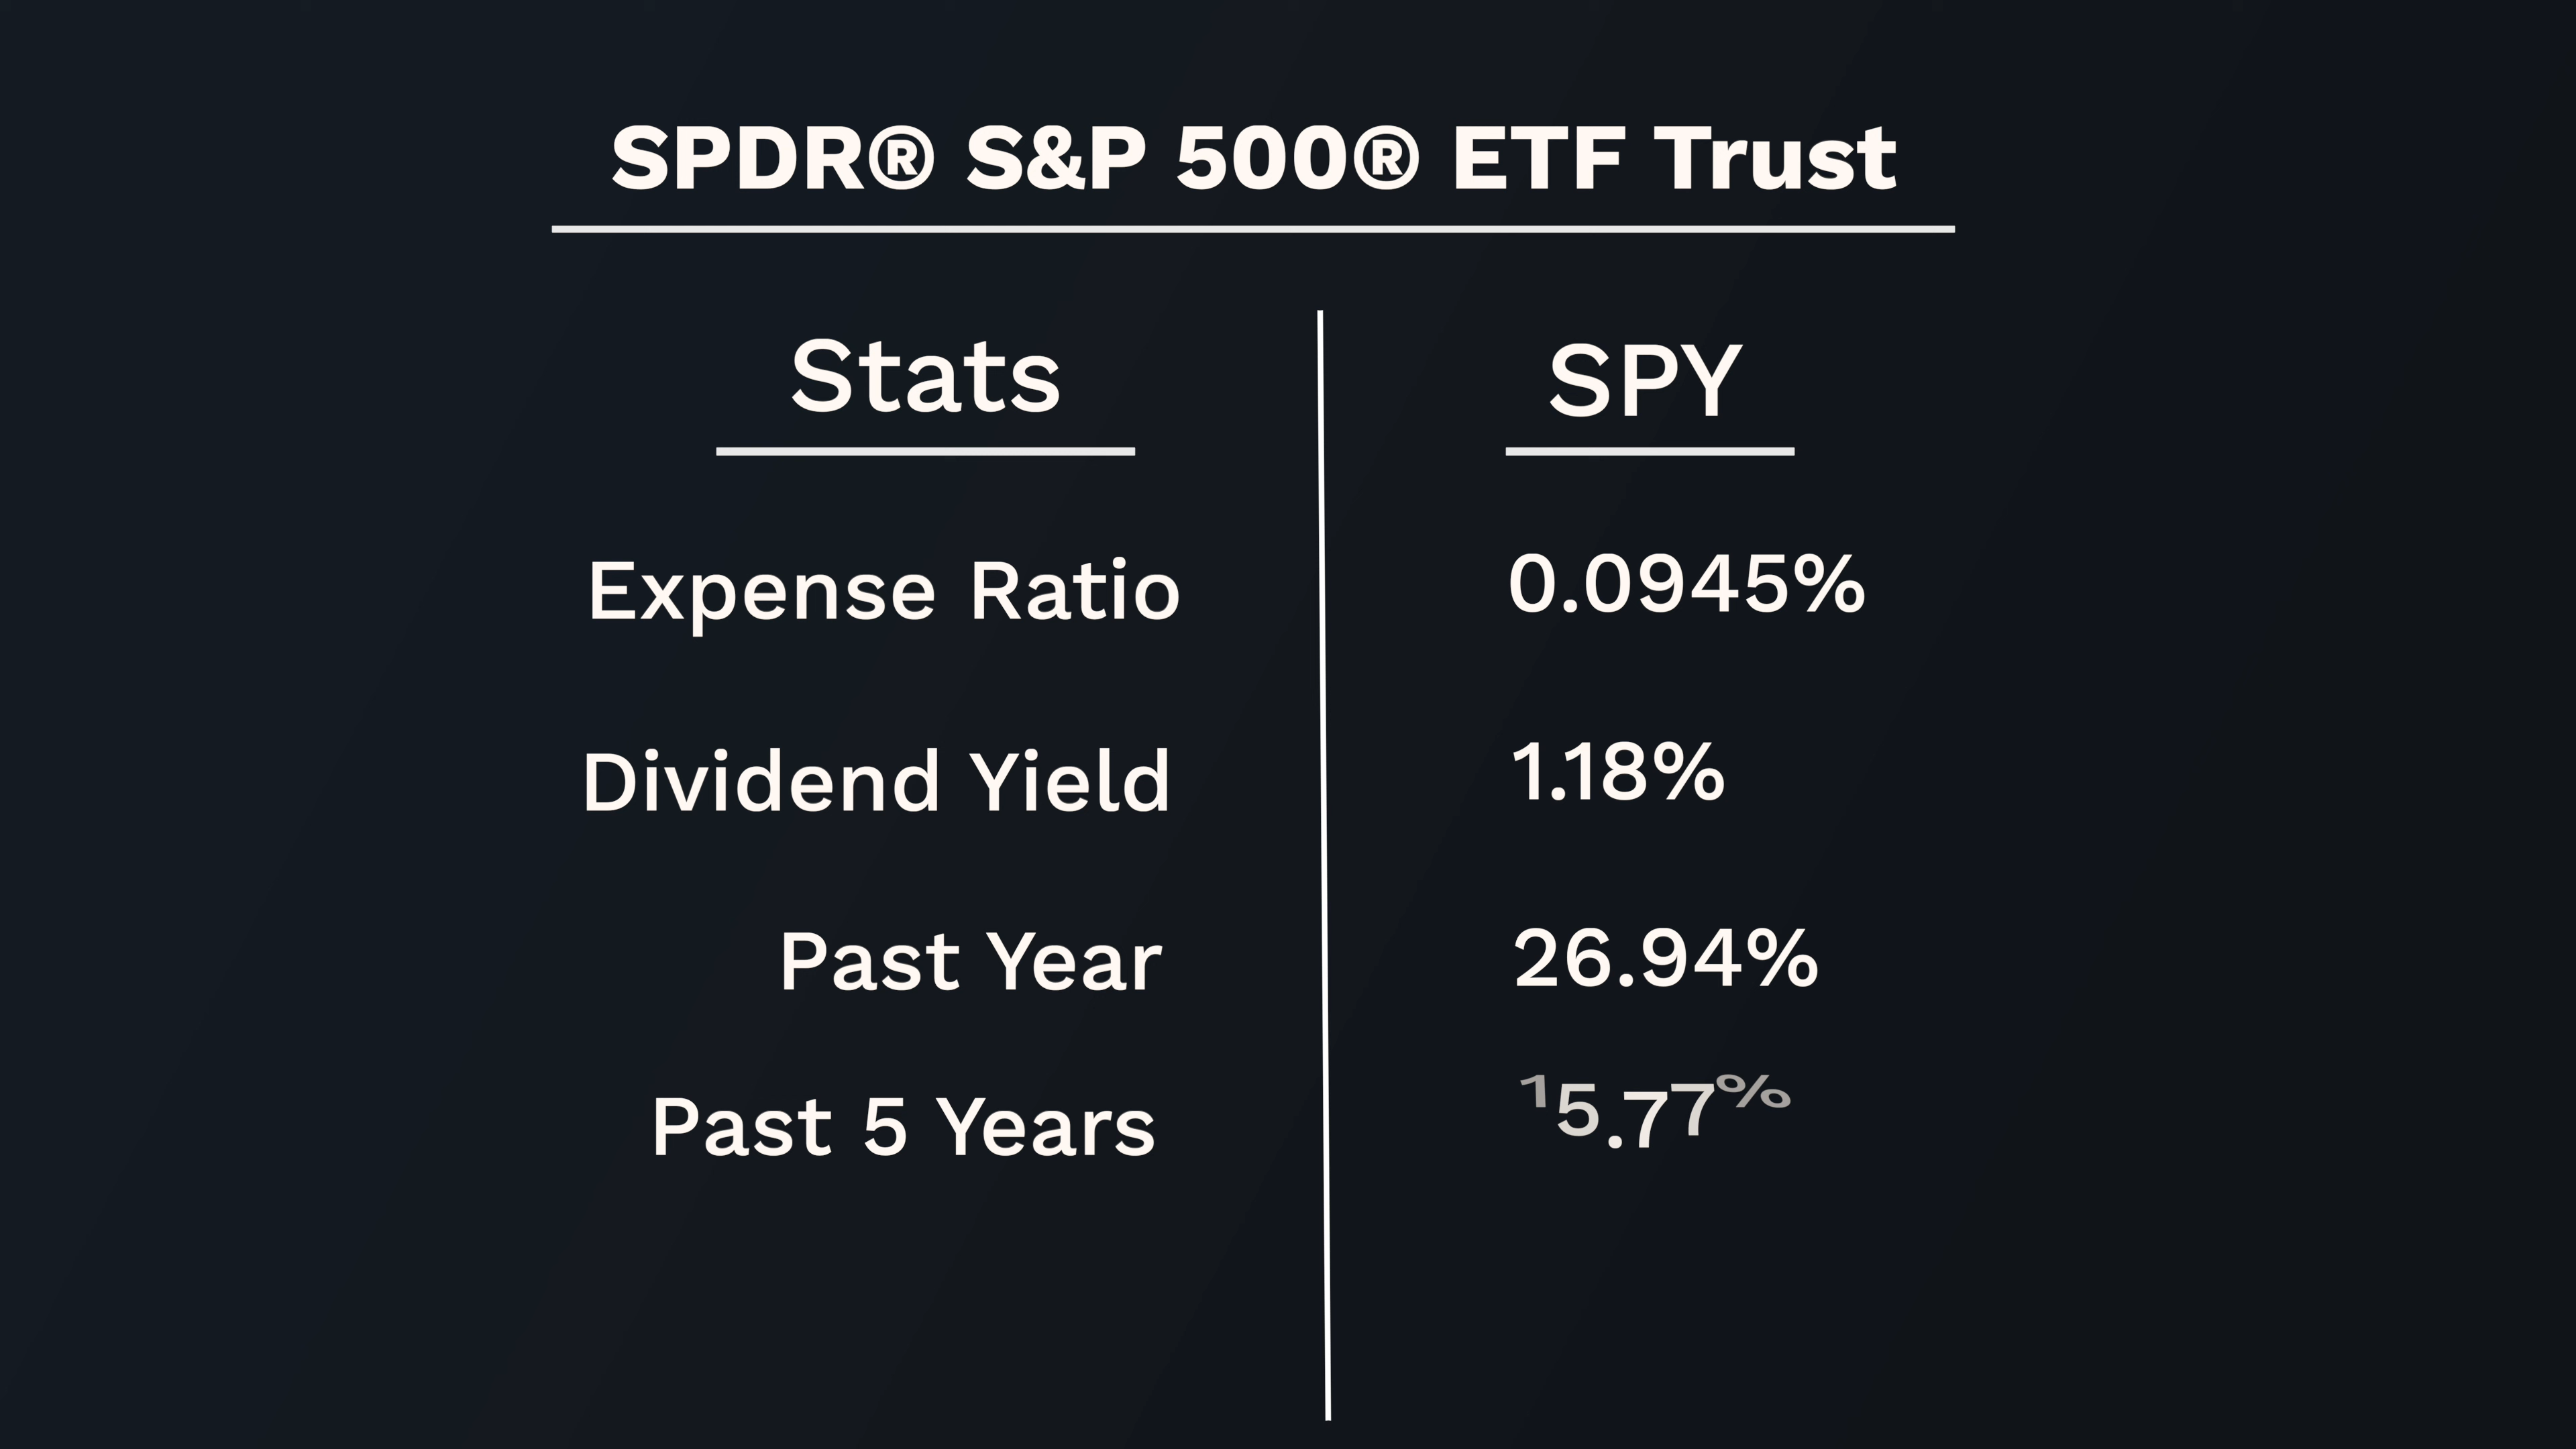 SPDR® S&P 500® ETF Trust
Stats SPY
Expense Ratio 0.0945%
Dividend Yield 1.18%
Past Year 26.94%
Past 5 Years 15.77%